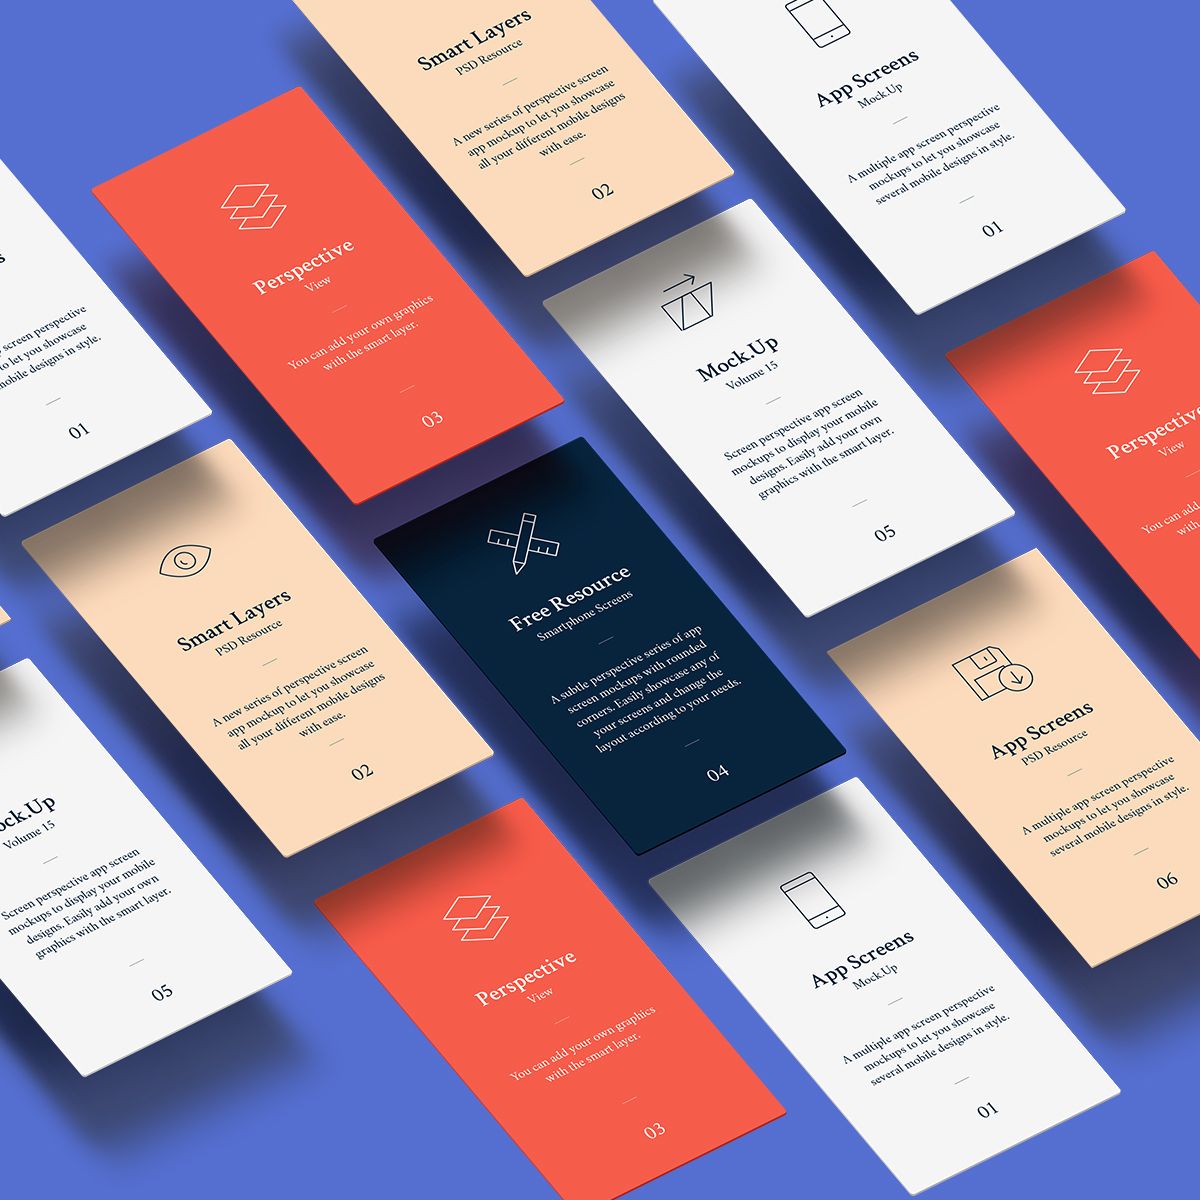 Smart Layers
PSD Resource
A new series of perspective screen
app mockup to let you showcase
all your different mobile designs
with ease.
02
App Screens
Mock.Up
A multiple app screen perspective
mockups to let you showcase
several mobile designs in style.
01
Perspective
View
You can add your own graphics
with the smart layer.
03
screen perspective
to let you showcase
designs in style.
01
Mock.Up
Volume 15
Screen perspective app screen
mockups to display your mobile
designs. Easily add your own
graphics with the smart layer.
05
Perspective
View
You can add
with
Smart Layers
PSD Resource
A new series of perspective screen
app mockup to let you showcase
all your different mobile designs
with ease.
02
Free Resource
Smartphone Screens
A subtle perspective series of app
screen mockups with rounded
corners. Easily showcase any of
your screens and change the
layout according to your needs.
04
App Screens
PSD Resource
A multiple app screen perspective
mockups to let you showcase
several mobile designs in style.
06
ock.Up
Volume 15
Screen perspective app screen
mockups to display your mobile
designs. Easily add your own
graphics with the smart layer.
05
Perspective
View
You can add your own graphics
with the smart layer.
03
App Screens
Mock.Up
A multiple app screen perspective
mockups to let you showcase
several mobile designs in style.
01